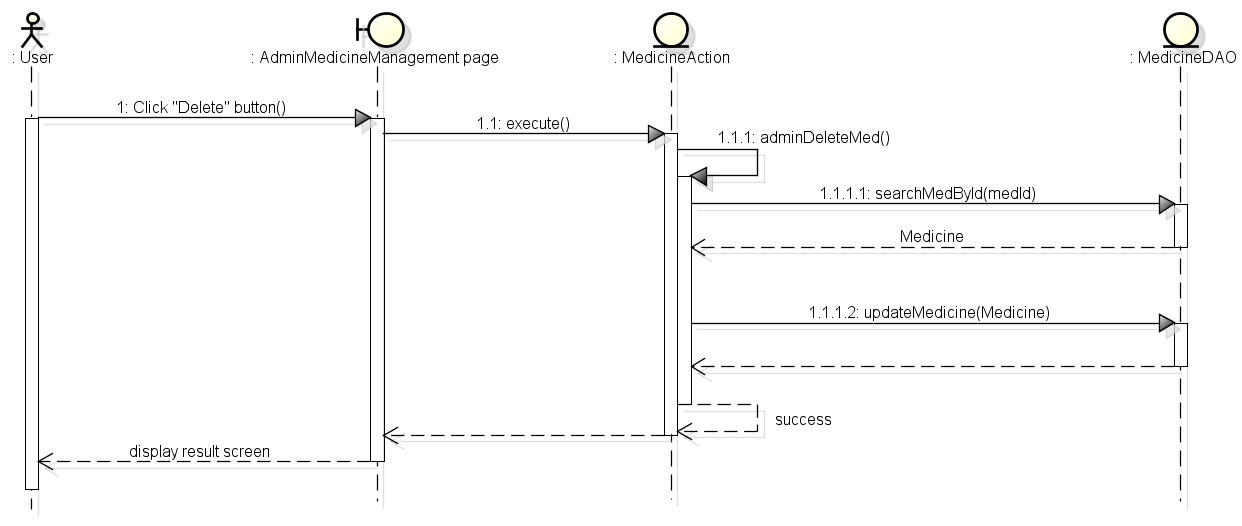 : User
: AdminMedicineManagement page
: MedicineAction
: MedicineDAO
1: Click "Delete" button()
1.1: execute()
1.1.1: adminDeleteMed()
1.1.1.1: searchMedById(medId)
Medicine
1.1.1.2: updateMedicine(Medicine)
success
display result screen